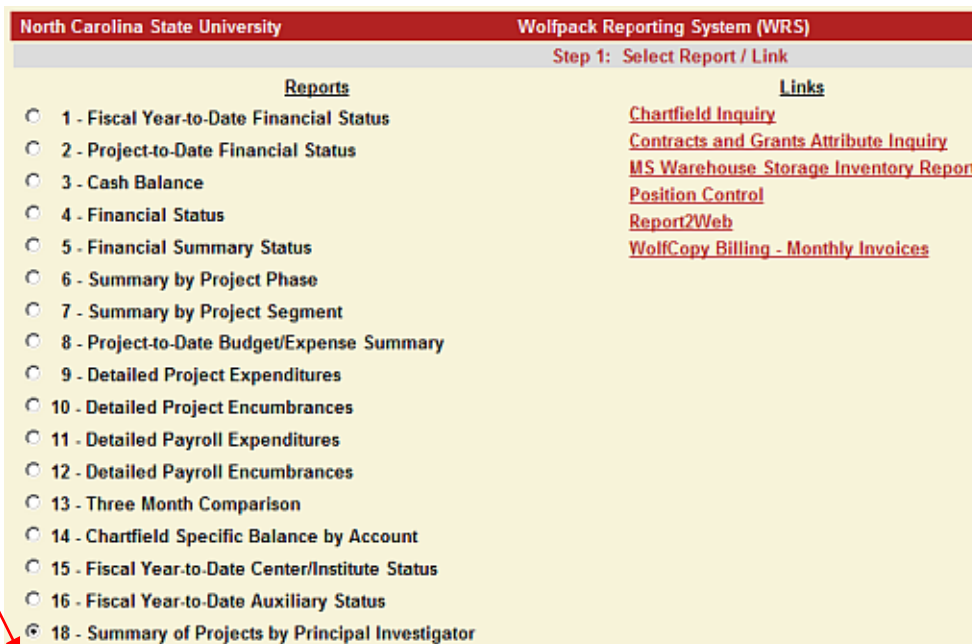 North Carolina State University Wolfpack Reporting System (WRS)
Step 1: Select Report / Link
Reports
1 - Fiscal Year-to-Date Financial Status
2 - Project-to-Date Financial Status
3 - Cash Balance
4 - Financial Status
5 - Financial Summary Status
6 - Summary by Project Phase
7 - Summary by Project Segment
8 - Project-to-Date Budget/Expense Summary
9 - Detailed Project Expenditures
10 - Detailed Project Encumbrances
11 - Detailed Payroll Expenditures
12 - Detailed Payroll Encumbrances
13 - Three Month Comparison
14 - Chartfield Specific Balance by Account
15 - Fiscal Year-to-Date Center/Institute Status
16 - Fiscal Year-to-Date Auxiliary Status
18 - Summary of Projects by Principal Investigator
Links
Chartfield Inquiry
Contracts and Grants Attribute Inquiry
MS Warehouse Storage Inventory Report
Position Control
Report2Web
WolfCopy Billing - Monthly Invoices